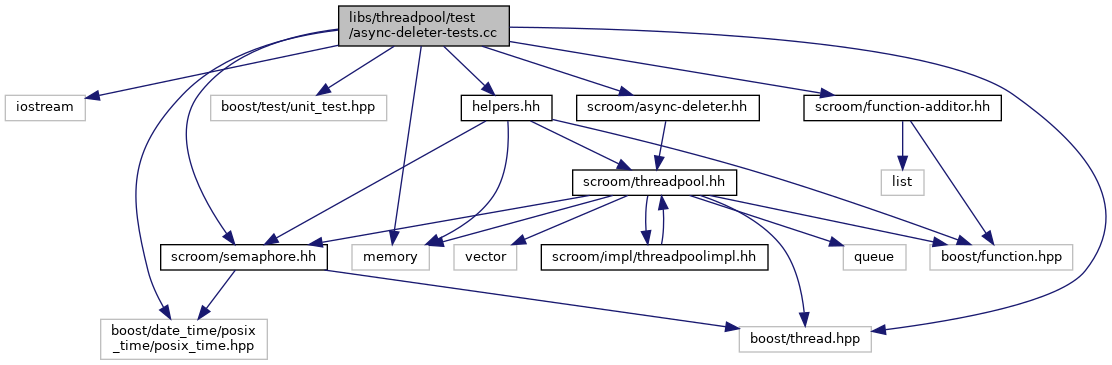 libs/threadpool/test
/async-deleter-tests.cc
iostream
boost/test/unit_test.hpp
helpers.hh
scroom/async-deleter.hh
scroom/function-additor.hh
scroom/threadpool.hh
list
scroom/semaphore.hh
memory
vector
scroom/impl/threadpoolimpl.hh
queue
boost/function.hpp
boost/date_time/posix
_time/posix_time.hpp
boost/thread.hpp